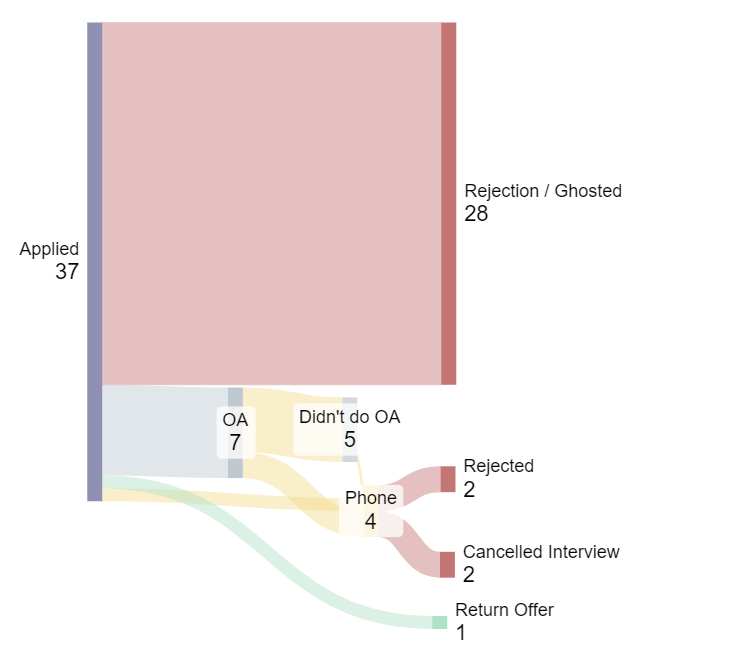 Applied
37
Rejection / Ghosted
28
OA
7
Didn't do OA
5
Phone
4
Rejected
2
Cancelled Interview
2
Return Offer
1